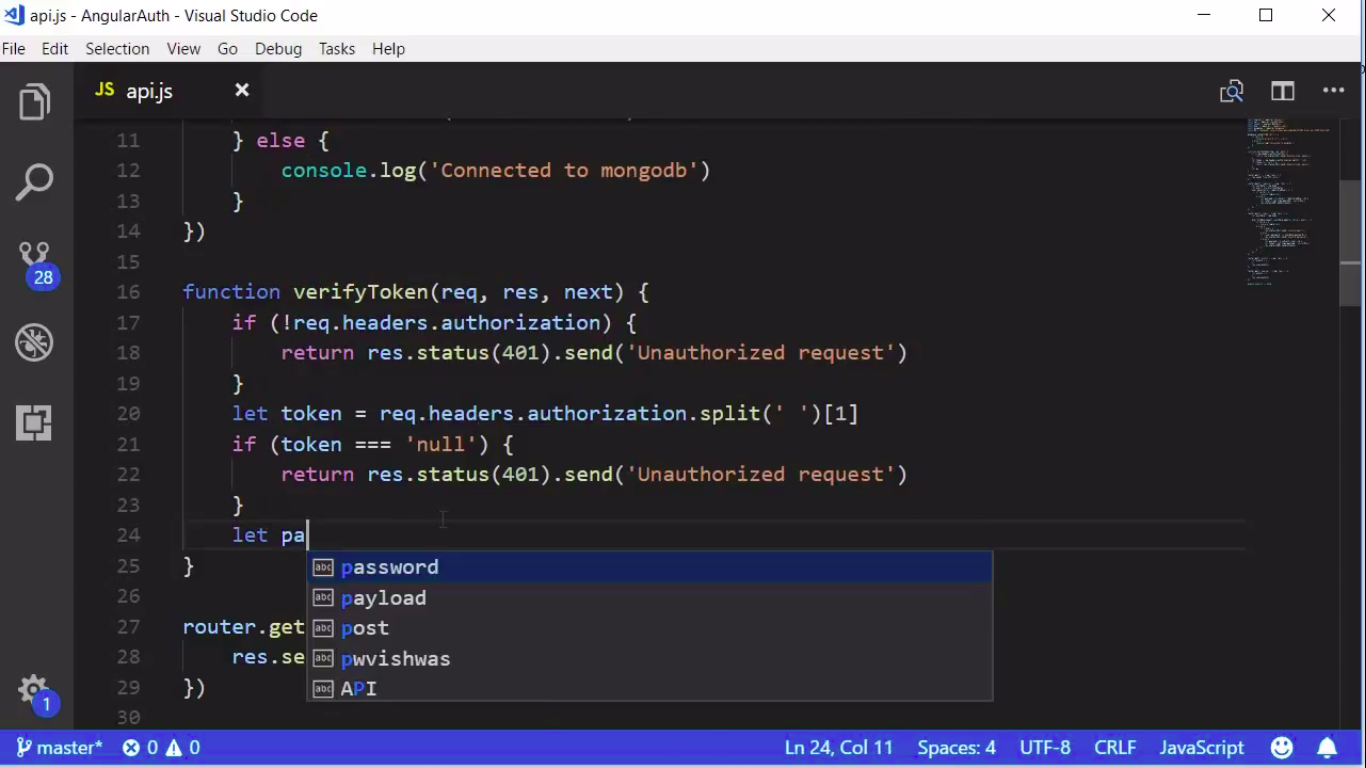 api.js - AngularAuth - Visual Studio Code
File Edit Selection View Go Debug Tasks Help
JS api.js
11 } else {
12 console.log('Connected to mongodb')
13 }
14 })
15
16 function verifyToken(req, res, next) {
17 if (!req.headers.authorization) {
18 return res.status(401).send('Unauthorized request')
19 }
20 let token = req.headers.authorization.split(' ')[1]
21 if (token === 'null') {
22 return res.status(401).send('Unauthorized request')
23 }
24 let pa
25 }
password
26
payload
27 router.get
post
28 res.se
pwvishwas
29 })
API
30
28
1
master* 0 0 Ln 24, Col 11 Spaces: 4 UTF-8 CRLF JavaScript